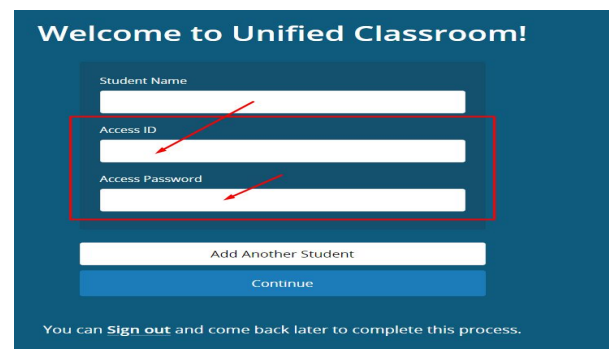 Welcome to Unified Classroom!
Student Name
Access ID
Access Password
Add Another Student
Continue
You can Sign out and come back later to complete this process.